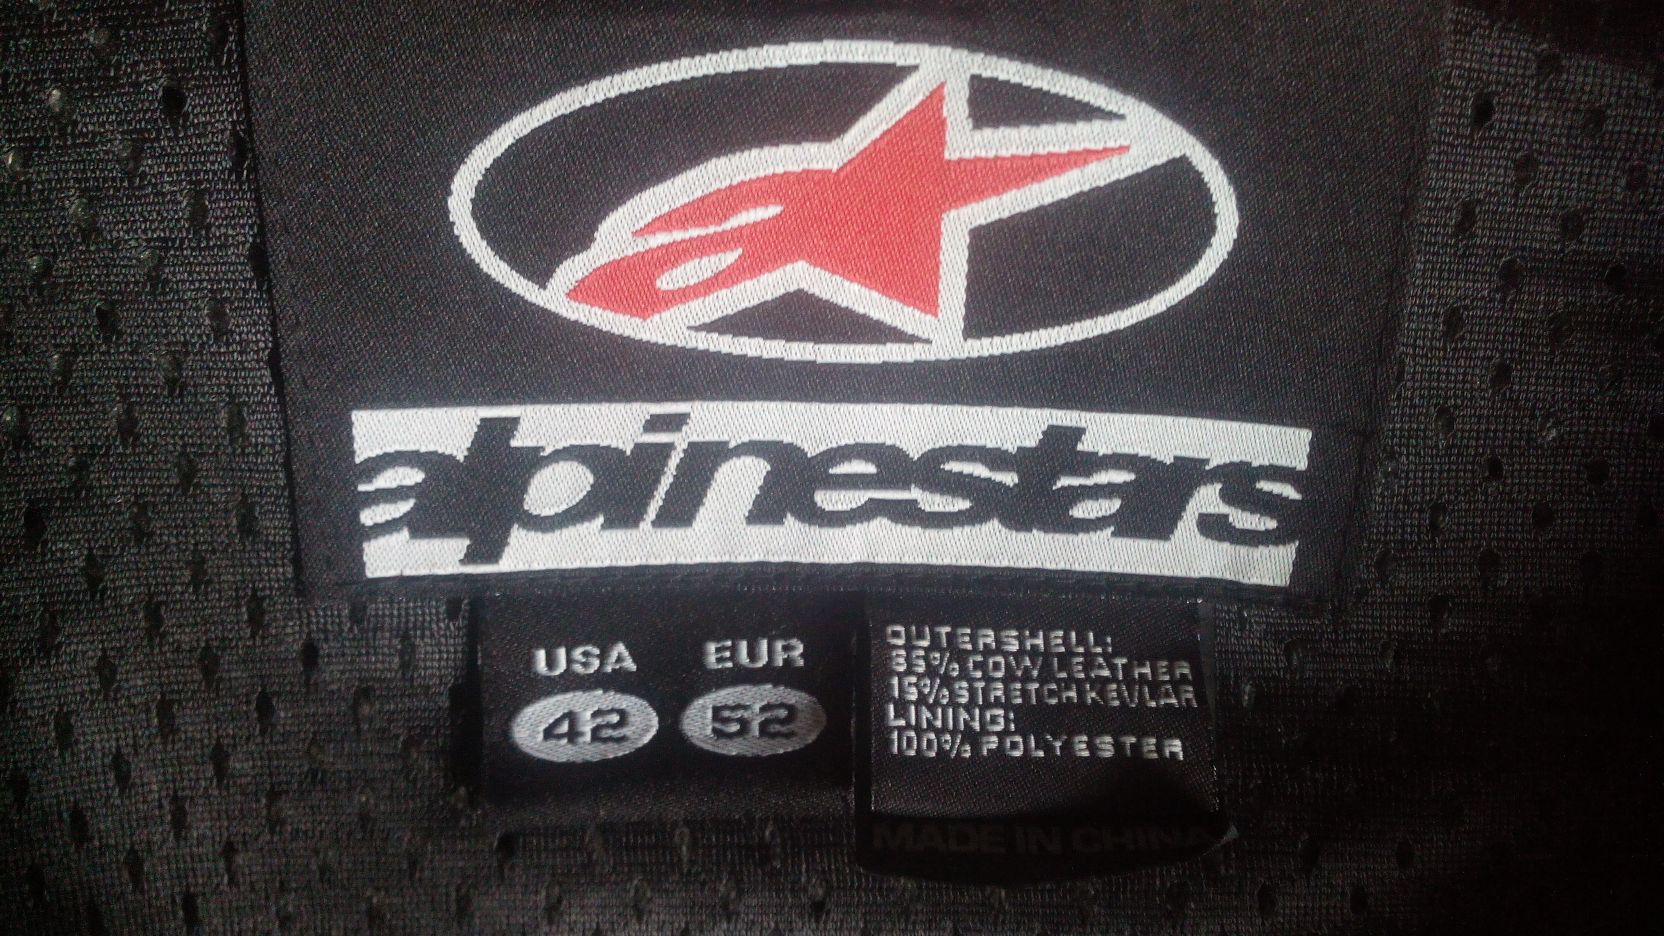 alpinestars
USA EUR
42 52
OUTERSHELL:
85% COW LEATHER
15% STRETCH KEVLAR
LINING:
100% POLYESTER
MADE IN CHINA